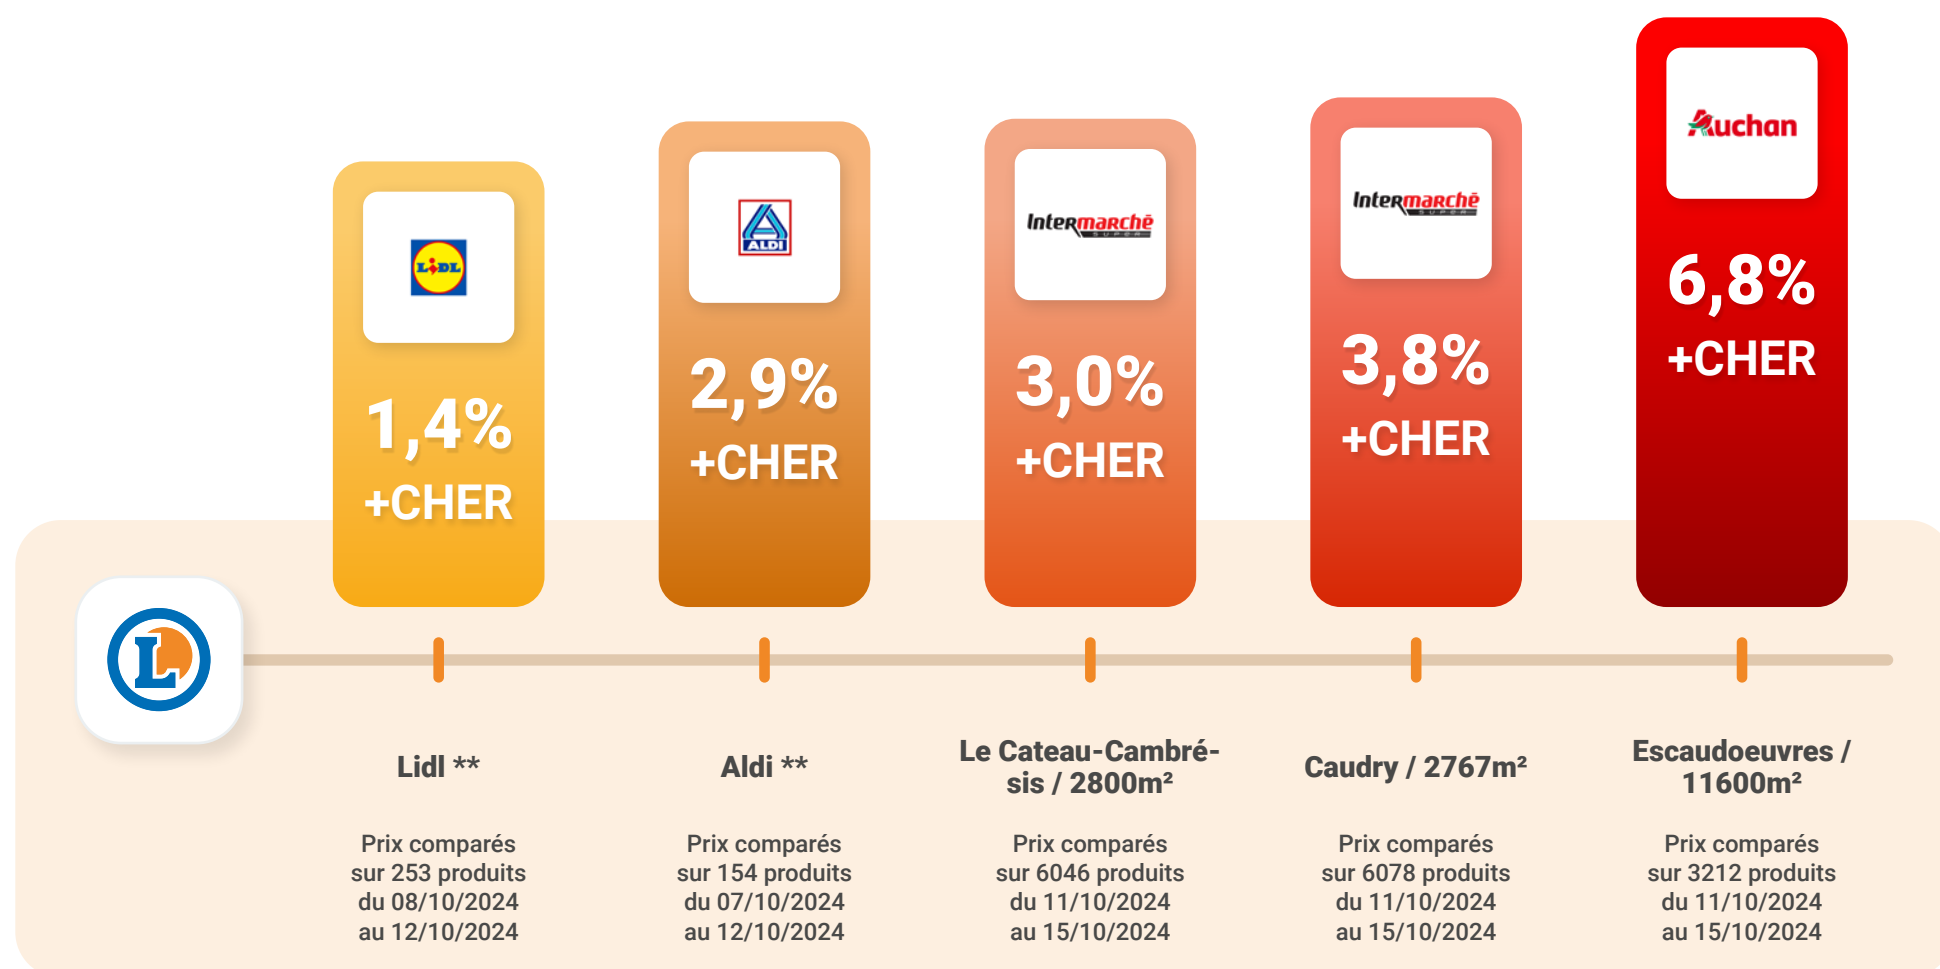 LIDL
1,4%
+CHER
ALDI
2,9%
+CHER
Intermarché
SUPER
3,0%
+CHER
Intermarché
SUPER
3,8%
+CHER
Auchan
6,8%
+CHER
L
Lidl **
Prix comparés
sur 253 produits
du 08/10/2024
au 12/10/2024
Aldi **
Prix comparés
sur 154 produits
du 07/10/2024
au 12/10/2024
Le Cateau-Cambré-
sis / 2800m²
Prix comparés
sur 6046 produits
du 11/10/2024
au 15/10/2024
Caudry / 2767m²
Prix comparés
sur 6078 produits
du 11/10/2024
au 15/10/2024
Escaudoeuvres /
11600m²
Prix comparés
sur 3212 produits
du 11/10/2024
au 15/10/2024